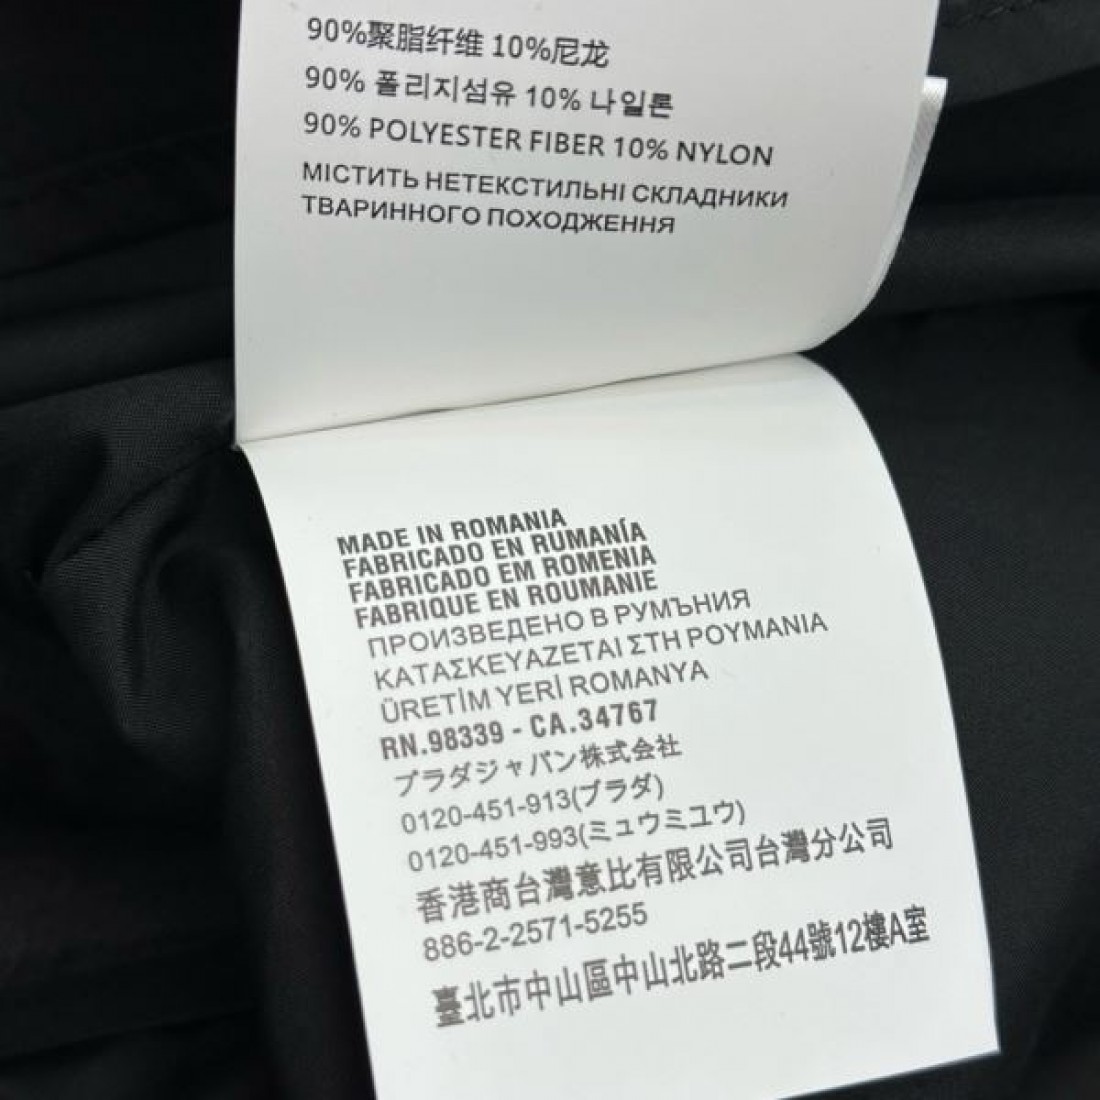 90%聚脂纤维 10%尼龙
90% 폴리지섬유 10% 나일론
90% POLYESTER FIBER 10% NYLON
МІСТИТЬ НЕТЕКСТИЛЬНІ СКЛАДНИКИ
ТВАРИННОГО ПОХОДЖЕННЯ
MADE IN ROMANIA
FABRICADO EN RUMANÍA
FABRICADO EM ROMENIA
FABRIQUE EN ROUMANIE
ПРОИЗВЕДЕНО В РУМЪНИЯ
ΚΑΤΑΣΚΕΥΑΖΕΤΑΙ ΣΤΗ ΡΟΥΜΑΝΙΑ
ÜRETİM YERİ ROMANYA
RN.98339 - CA.34767
プラダジャパン株式会社
0120-451-913(プラダ)
0120-451-993(ミュウミユウ)
香港商台灣意比有限公司台灣分公司
886-2-2571-5255
臺北市中山區中山北路二段44號12樓A室